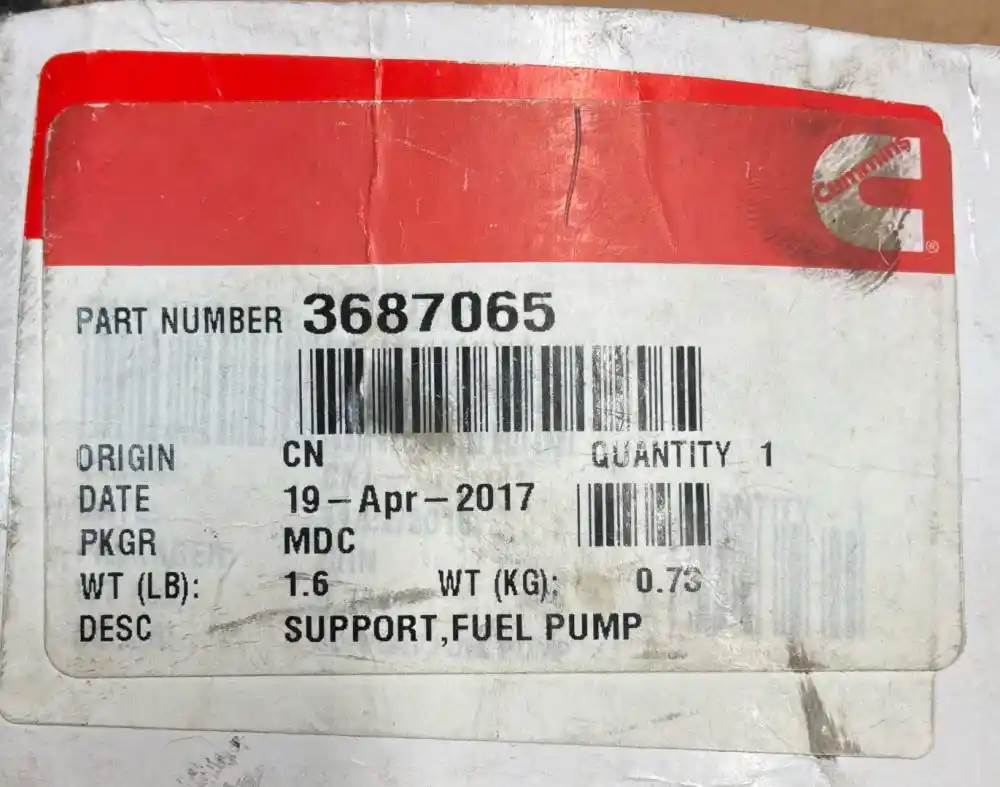 Cummins
®
PART NUMBER 3687065
ORIGIN CN QUANTITY 1
DATE 19-Apr-2017
PKGR MDC
WT (LB): 1.6 WT (KG): 0.73
DESC SUPPORT,FUEL PUMP